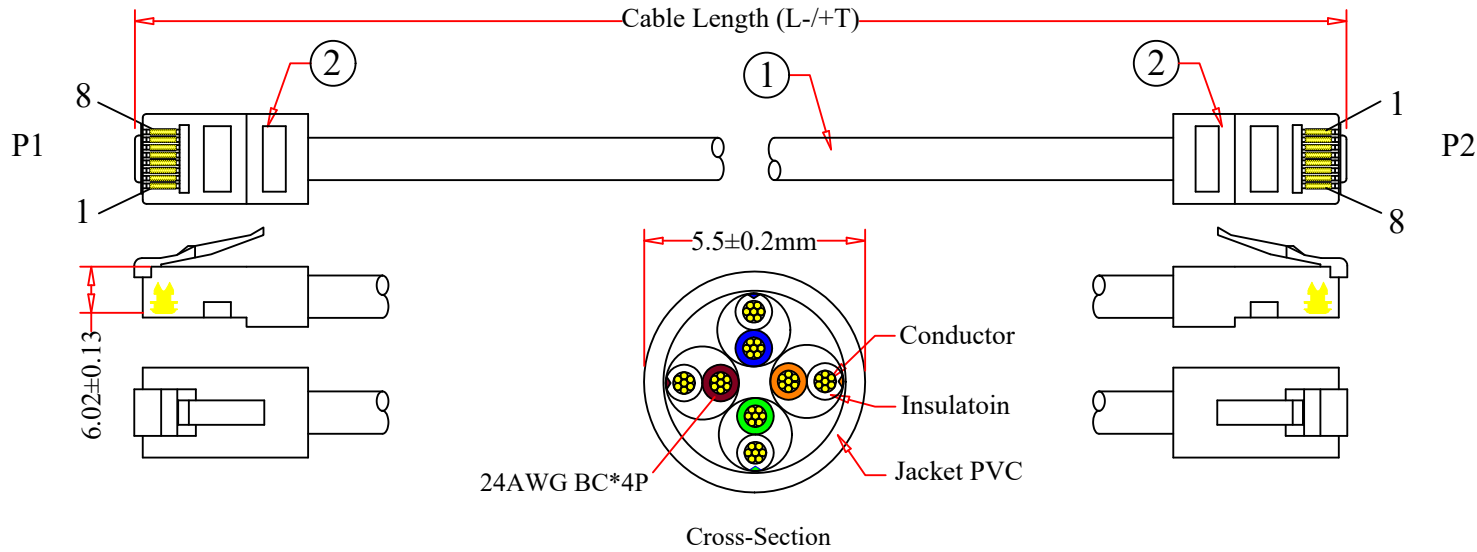 Cable Length (L-/+T)
2
1
2
8
1
P1
P2
1
8
5.5±0.2mm
6.02±0.13
Conductor
Insulatoin
24AWG BC*4P
Jacket PVC
Cross-Section